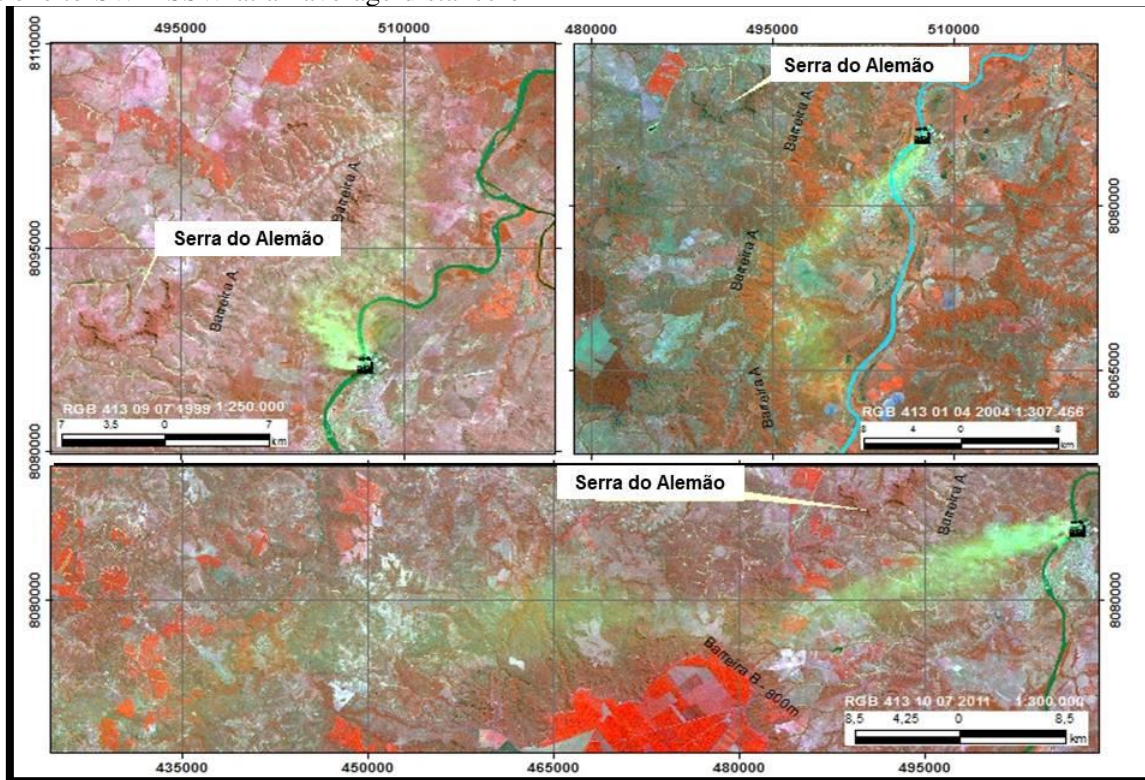 495000 510000
8110000
8095000
8080000
Barreira A
Serra do Alemão
Barreira A
RGB 413 09 07 1999 1:250.000
7 3,5 0 7
km
480000 495000 510000
Serra do Alemão
Barreira A
8080000
Barreira A
8065000
Barreira A
RGB 413 01 04 2004 1:307.466
8 4 0 8
km
Serra do Alemão
Barreira A
8080000 8080000
Barreira B - 800m
RGB 413 10 07 2011 1:300.000
8,5 4,25 0 8,5
km
435000 450000 465000 480000 495000